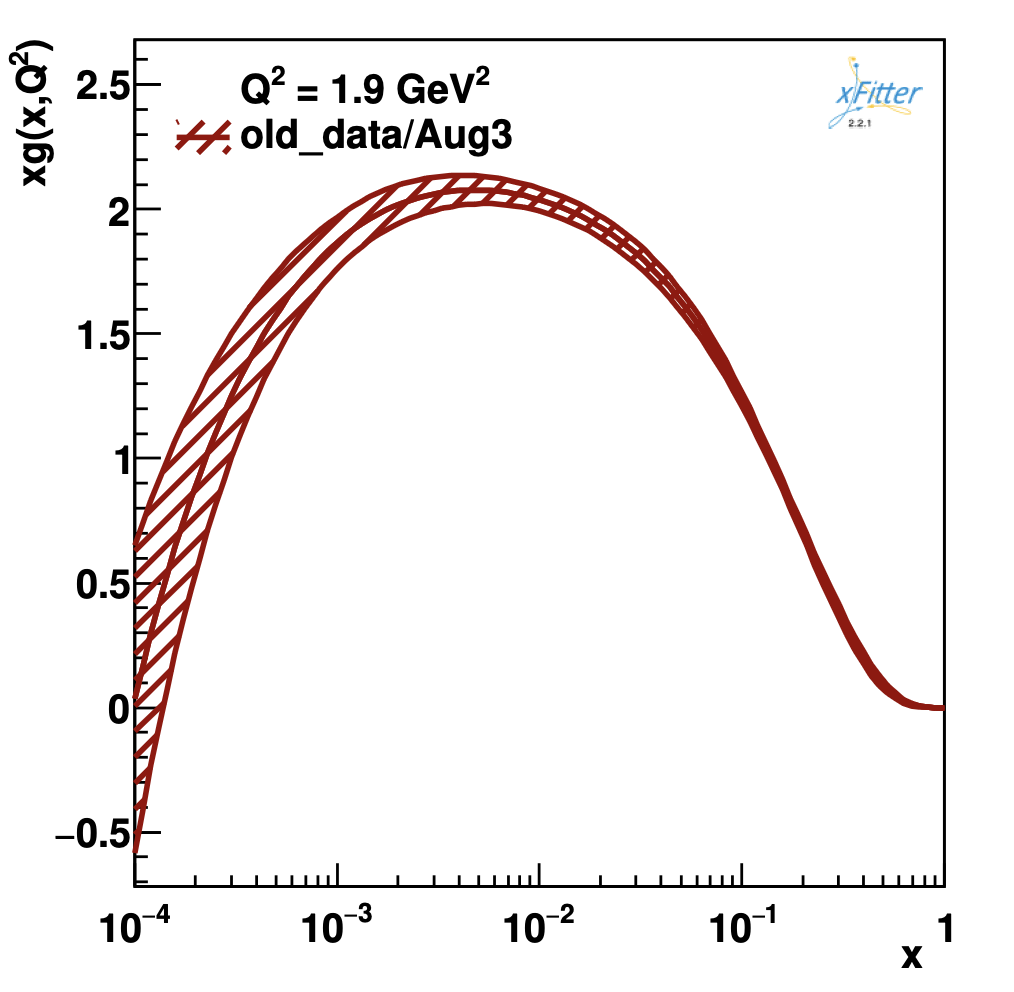 xg(x,Q²)
Q² = 1.9 GeV²
old_data/Aug3
xFitter
2.2.1
2.5
2
1.5
1
0.5
0
−0.5
10⁻⁴ 10⁻³ 10⁻² 10⁻¹ 1
x